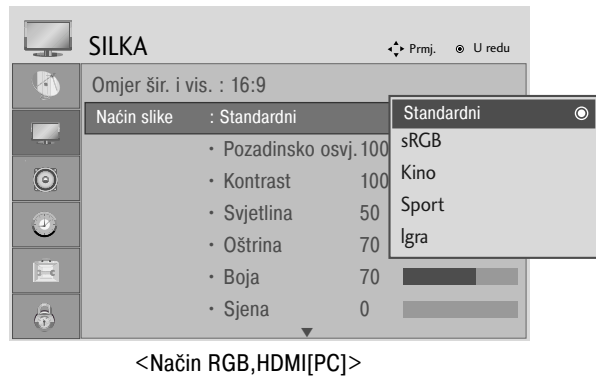 SILKA
Prmj.
U redu
Omjer šir. i vis. : 16:9
Naćin slike : Standardni
• Pozadinsko osvj. 100
• Kontrast 100
• Svjetlina 50
• Oštrina 70
• Boja 70
• Sjena 0
Standardni
sRGB
Kino
Sport
Igra
<Način RGB,HDMI[PC]>